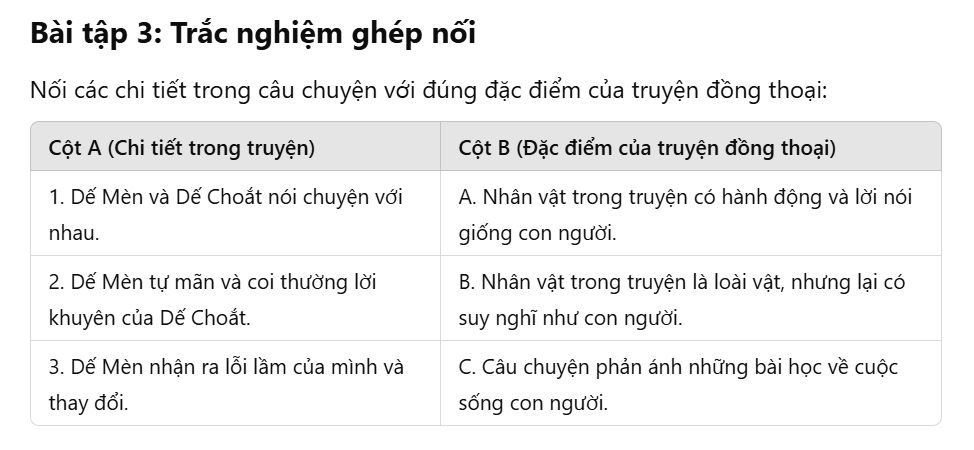 Bài tập 3: Trắc nghiệm ghép nối
Nối các chi tiết trong câu chuyện với đúng đặc điểm của truyện đồng thoại:
Cột A (Chi tiết trong truyện)
Cột B (Đặc điểm của truyện đồng thoại)
1. Dế Mèn và Dế Choắt nói chuyện với
nhau.
A. Nhân vật trong truyện có hành động và lời nói
giống con người.
2. Dế Mèn tự mãn và coi thường lời
khuyên của Dế Choắt.
B. Nhân vật trong truyện là loài vật, nhưng lại có
suy nghĩ như con người.
3. Dế Mèn nhận ra lỗi lầm của mình và
thay đổi.
C. Câu chuyện phản ánh những bài học về cuộc
sống con người.